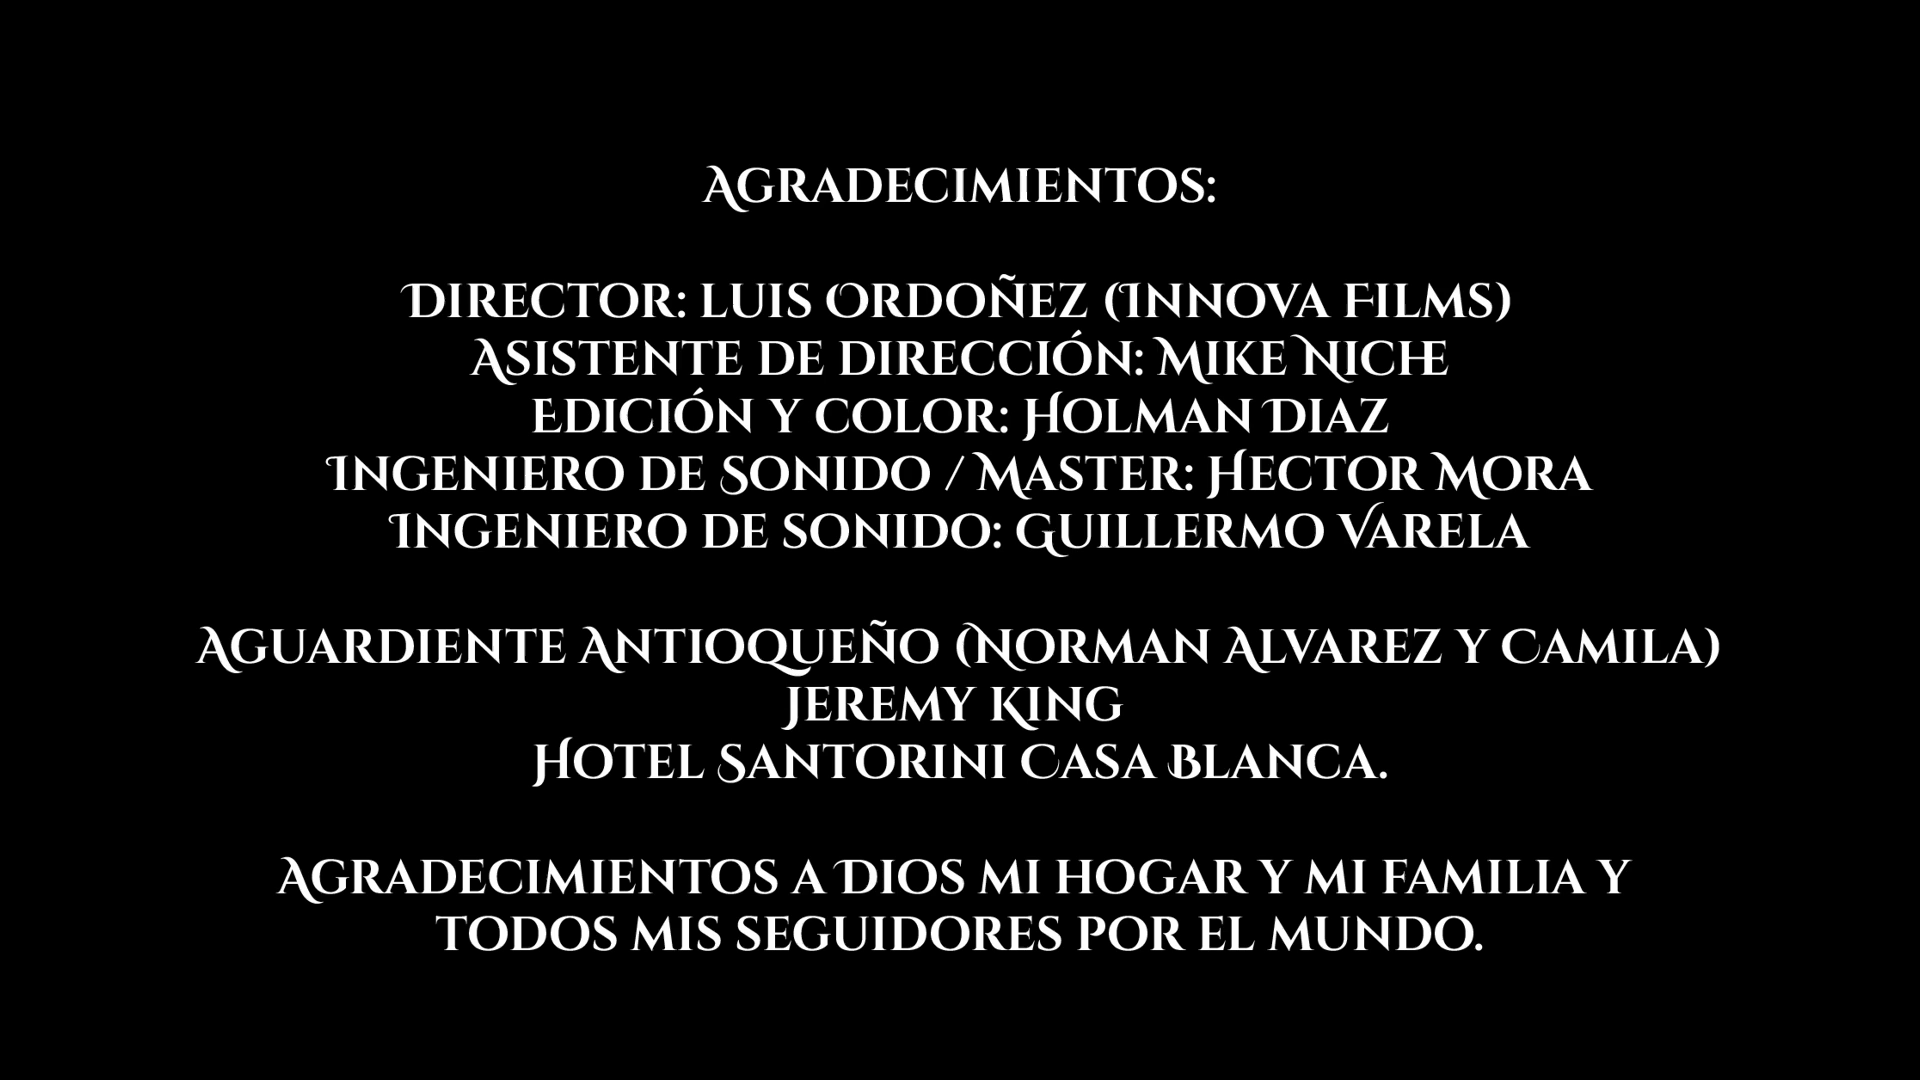 Agradecimientos:
Director: Luis Ordoñez (Innova Films)
Asistente de dirección: Mike Niche
Edición y color: Holman Diaz
Ingeniero de Sonido / Master: Hector Mora
Ingeniero de sonido: Guillermo Varela
Aguardiente Antioqueño (Norman Alvarez y Camila)
Jeremy King
Hotel Santorini Casa Blanca.
Agradecimientos a Dios mi hogar y mi familia y
todos mis seguidores por el mundo.